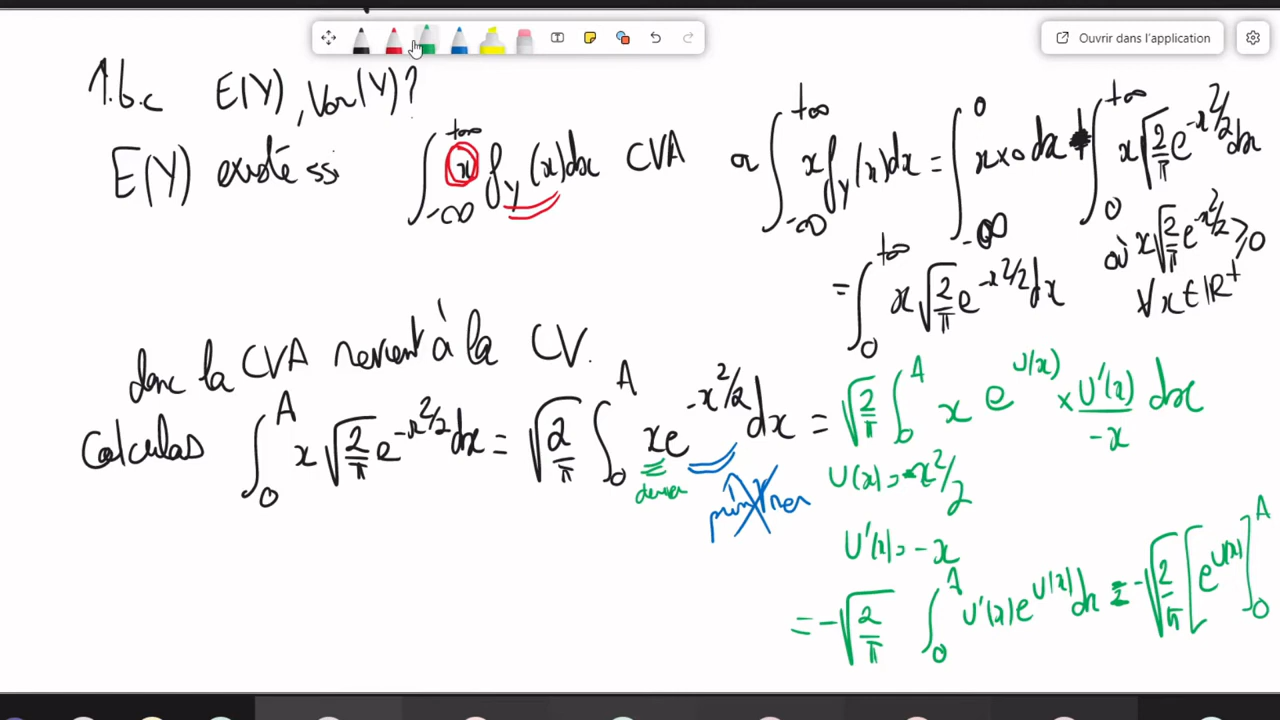 Ouvrir dans l'application
1.b.c E(Y), Var(Y)?
E(Y) existe ssi ∫_{-∞}^{+∞} x f_Y(x)dx CVA or ∫_{-∞}^{+∞} x f_Y(x)dx = ∫_{-∞}^{0} x×0 dx + ∫_{0}^{+∞} x√(2/π) e^{-x²/2} dx
= ∫_{0}^{+∞} x√(2/π) e^{-x²/2} dx où x√(2/π) e^{-x²/2} ≥ 0
∀x ∈ ℝ⁺
donc la CVA revient à la CV.
Calculons ∫_{0}^{A} x√(2/π) e^{-x²/2} dx = √(2/π) ∫_{0}^{A} x e^{-x²/2} dx = √(2/π) ∫_{0}^{A} x e^{U(x)} × U'(x)/-x dx
U(x) = -x²/2
U'(x) = -x
= -√(2/π) ∫_{0}^{A} U'(x) e^{U(x)} dx = -√(2/π) [e^{U(x)}]_{0}^{A}